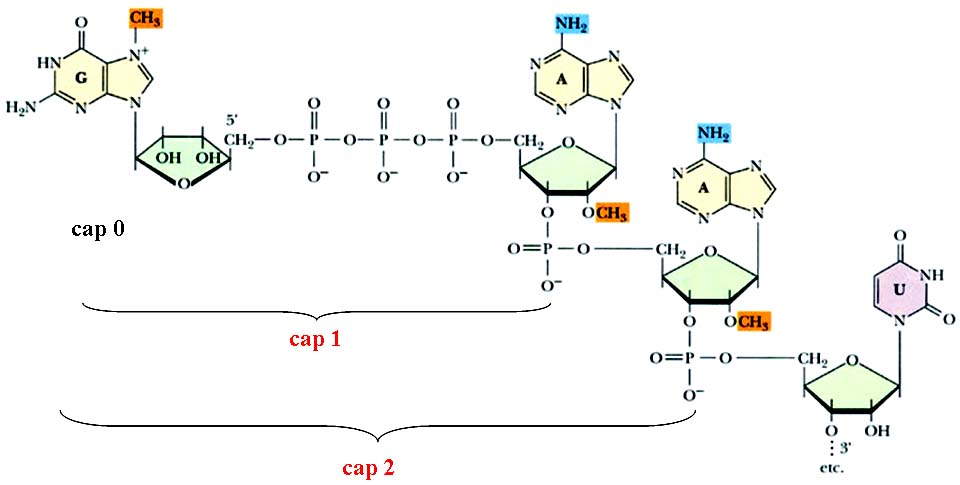 CH₃
O
N⁺
HN
G
H₂N
N
N
OH OH
O
5′
CH₂—O—P—O—P—O—P—O—CH₂
O O O
O⁻ O⁻ O⁻
NH₂
N
N
A
N
N
O
O
OCH₃
cap 0
O=P—O—CH₂
O⁻
NH₂
N
N
A
N
N
O
O
OCH₃
cap 1
O=P—O—CH₂
O⁻
O
NH
U
N
O
O
O
OH
3′
etc.
cap 2